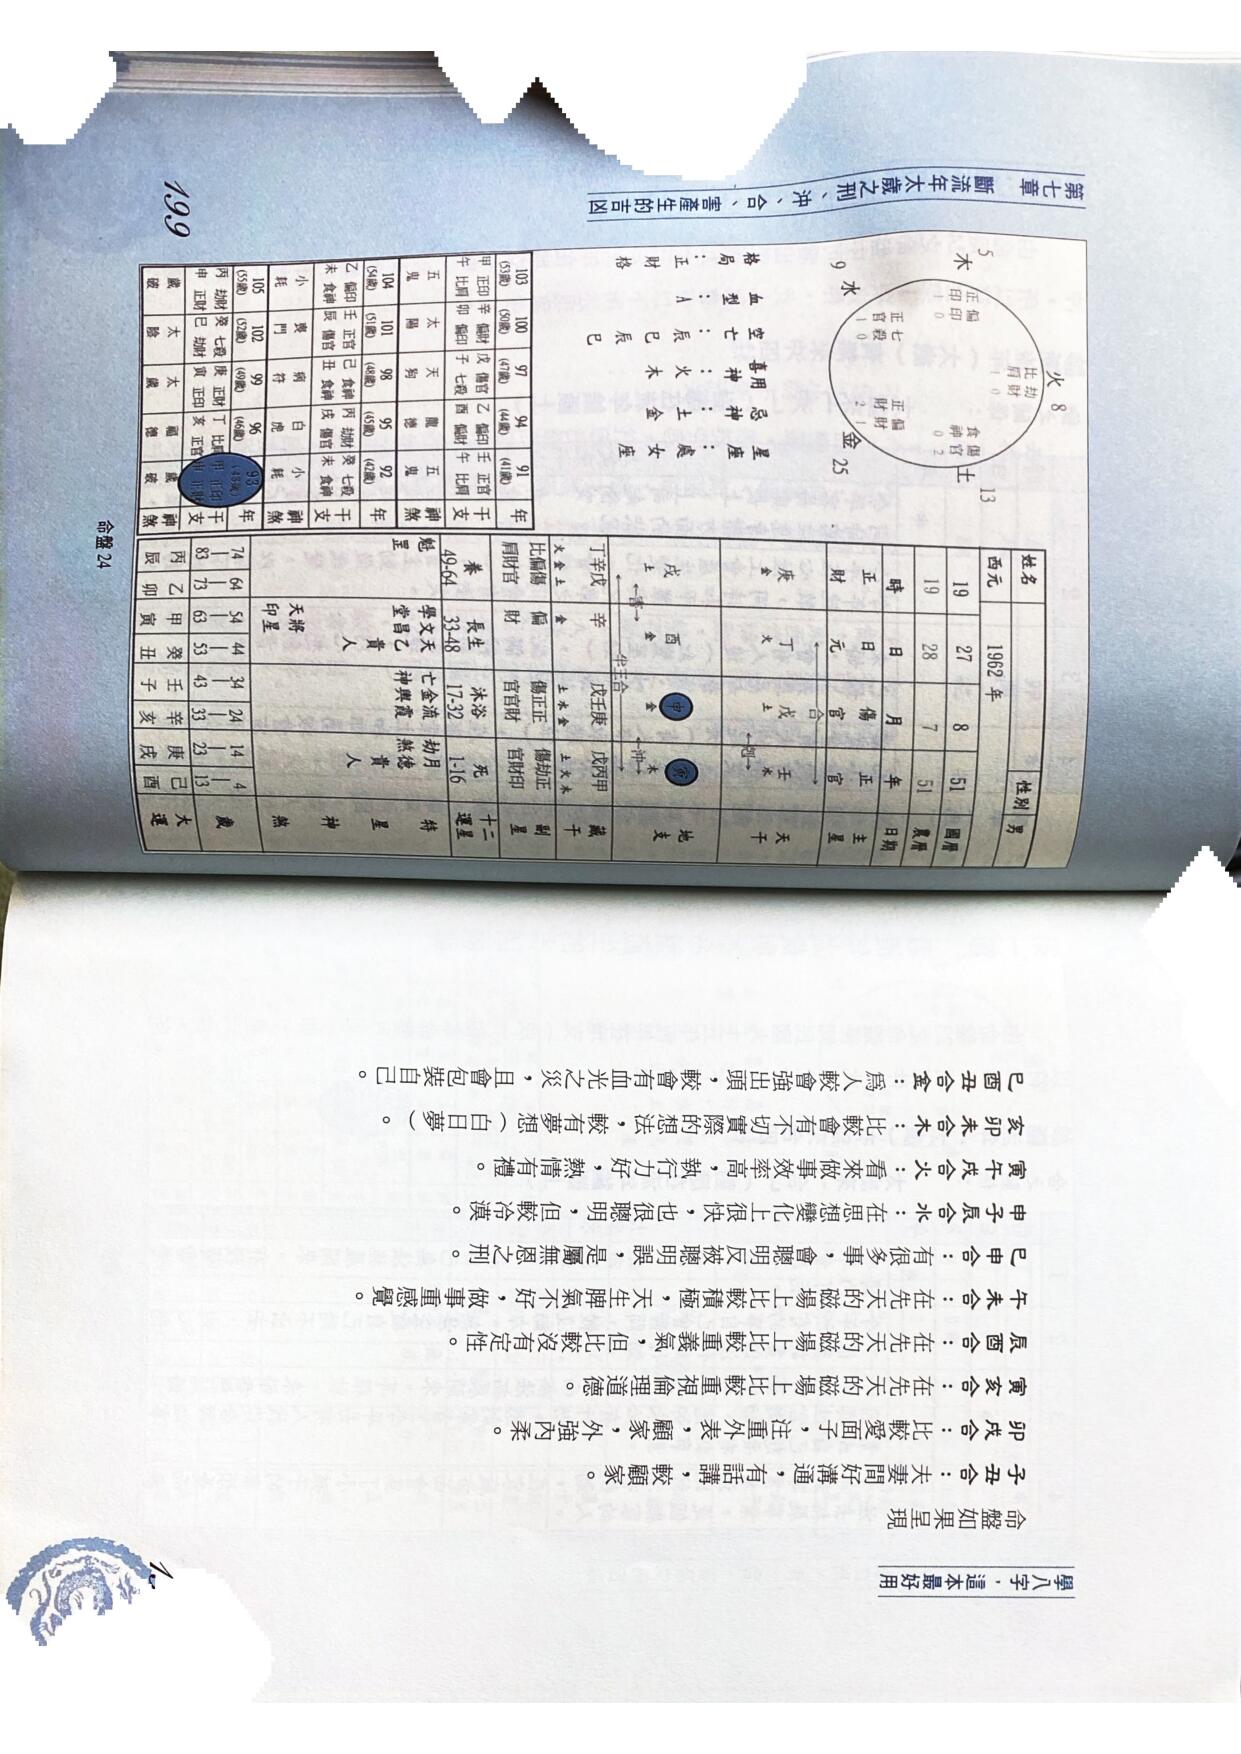 學八字，這本最好用
命盤如果呈現
子丑合：夫妻間好溝通，有話講，較顧家。
卯戌合：比較愛面子，注重外表，顧家，外強內柔。
寅亥合：在先天的磁場上比較重視倫理道德。
辰酉合：在先天的磁場上比較重義氣，但比較沒有定性。
午未合：在先天的磁場上比較積極，天生脾氣不好，做事重感覺。
巳申合：有很多事，會聰明反被聰明誤，是屬無恩之刑。
申子辰合水：在思想變化上很快，也很聰明，但較冷漠。
寅午戌合火：看來做事效率高，執行力好，熱情有禮。
亥卯未合木：比較會有不切實際的想法，較有夢想（白日夢）。
巳酉丑合金：為人較會強出頭，較會有血光之災，且會包裝自己。
第七章 斷流年太歲之刑、沖、合、害產生的吉凶
姓名 性別 男
西元 1962 年
19 27 8 51 國曆
19 28 7 51 農曆
時 日 月 年 日期
正財 日元 傷官 正官 主星
合
庚金 丁火 戊土 壬水 天干
剋
戌土 酉金 申金 寅木 地支
害 沖
半三合
丁辛戊 辛 戊壬庚 戊丙甲 藏干
火金土 金 土水金 土火木
比偏傷 偏 傷正正 傷劫正 副星
肩財官 財 官官財 官財印
養 長生 沐浴 死 十二運星
49-64 33-48 17-32 1-16
魁罡 學堂 文昌 天乙貴人 亡神 金輿 流霞 劫煞 月德貴人 特星神煞
天印 將星
74 64 54 44 34 24 14 4 歲
83 73 63 53 43 33 23 13
丙辰 乙卯 甲寅 癸丑 壬子 辛亥 庚戌 己酉 大運
火 8
比肩1 劫財0
13 土
食神0 傷官2
金 25
正財2 偏財1
水 9
正官1 七殺0
5 木
正印1 偏印0
星座：處女座
忌神：土金
喜用神：火木
空亡：辰巳辰巳
血型：A
格局：正財格
103 100 97 94 91 年
(53歲) (50歲) (47歲) (44歲) (41歲)
甲 正印 辛 偏財 戊 傷官 乙 偏印 壬 正官 干支
午 比肩 卯 偏印 子 七殺 酉 偏財 午 比肩
五鬼 太陽 天狗 龍德 五鬼 神煞
104 101 98 95 92 年
(54歲) (51歲) (48歲) (45歲) (42歲)
乙 偏印 壬 正官 己 食神 丙 劫財 癸 七殺 干支
未 食神 辰 傷官 丑 食神 戌 傷官 未 食神
小耗 喪門 病符 白虎 小耗 神煞
105 102 99 96 93 年
(55歲) (52歲) (49歲) (46歲) (43歲)
丙 劫財 癸 七殺 庚 正財 丁 比肩 甲 正印 干支
申 正財 巳 劫財 寅 正印 亥 正官 申 正財
歲破 太陰 太歲 福德 歲破 神煞
命盤 24
199